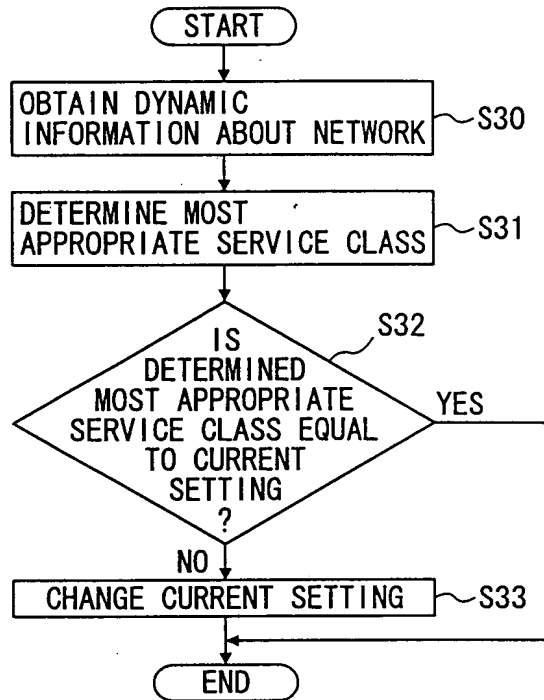 START
OBTAIN DYNAMIC
INFORMATION ABOUT NETWORK
S30
DETERMINE MOST
APPROPRIATE SERVICE CLASS
S31
S32
IS
DETERMINED
MOST APPROPRIATE
SERVICE CLASS EQUAL
TO CURRENT
SETTING
?
YES
NO
CHANGE CURRENT SETTING
S33
END